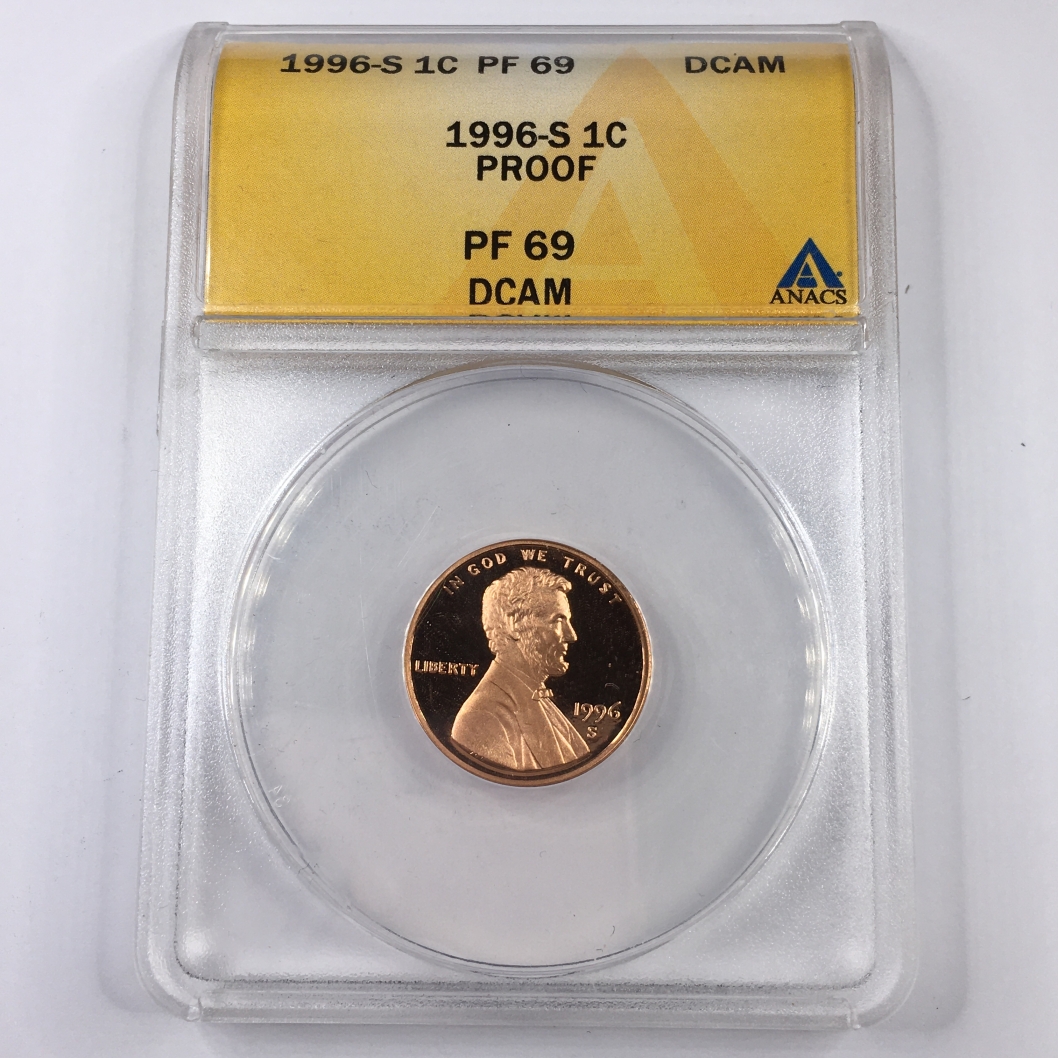 1996-S 1C PF 69 DCAM
1996-S 1C
PROOF
PF 69
DCAM
ANACS
IN GOD WE TRUST
LIBERTY
1996
S